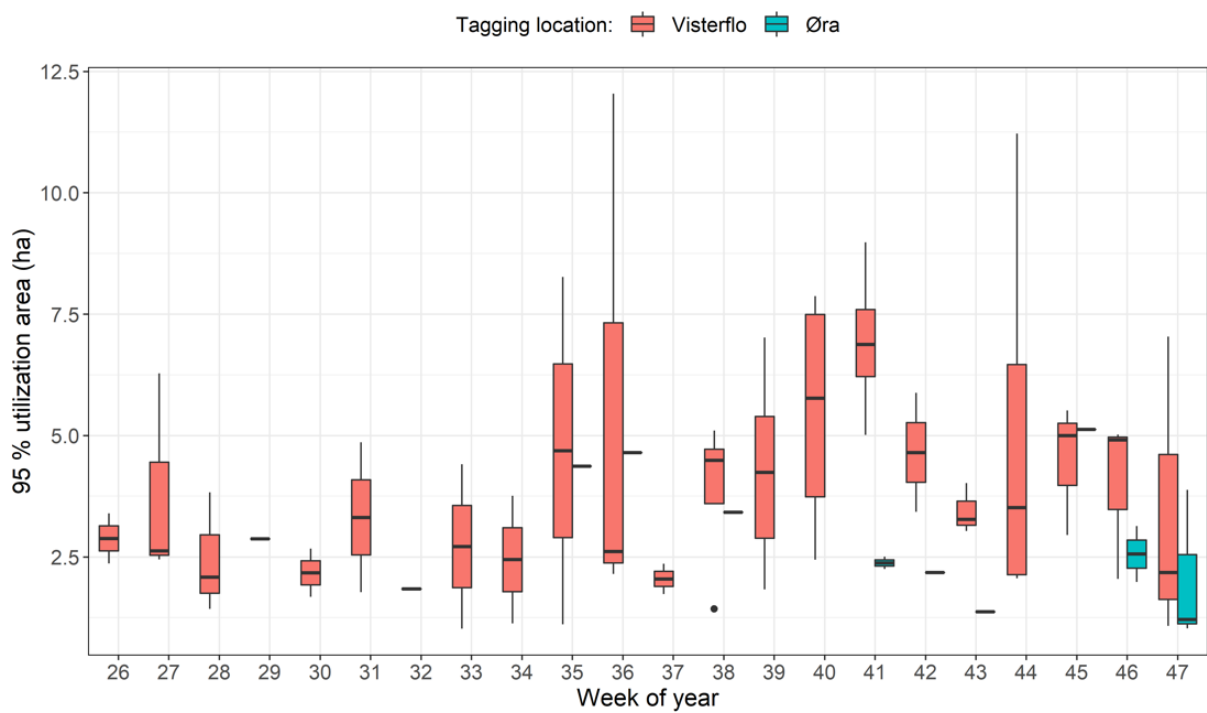 Tagging location: Visterflo Øra
12.5
10.0
7.5
5.0
2.5
95 % utilization area (ha)
26 27 28 29 30 31 32 33 34 35 36 37 38 39 40 41 42 43 44 45 46 47
Week of year